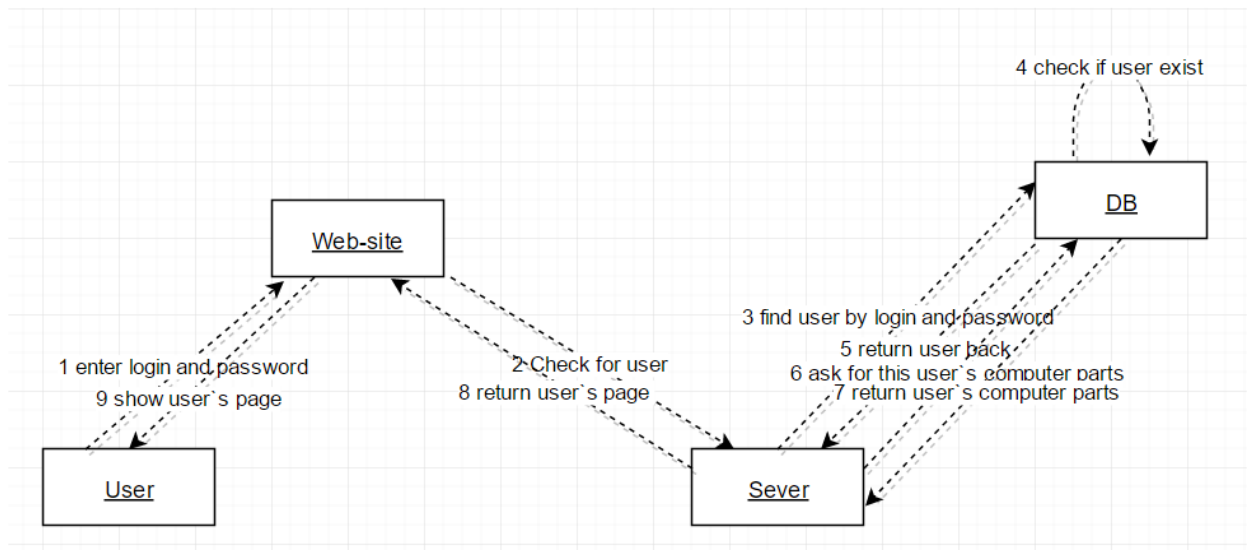 4 check if user exist
DB
Web-site
3 find user by login and password
5 return user back
1 enter login and password
2 Check for user
6 ask for this user`s computer parts
9 show user`s page
8 return user`s page
7 return user`s computer parts
User
Sever